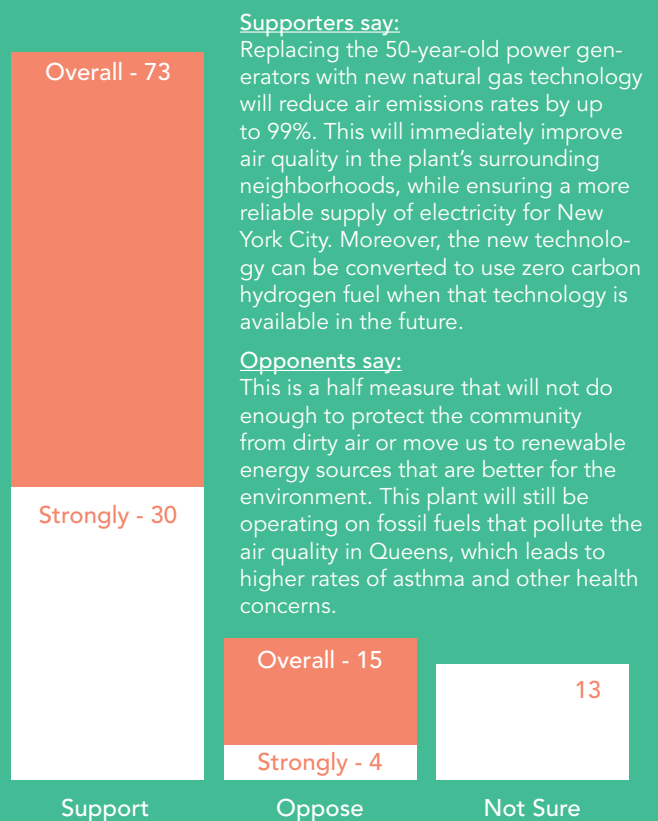 Supporters say:
Replacing the 50-year-old power gen-
erators with new natural gas technology
will reduce air emissions rates by up
to 99%. This will immediately improve
air quality in the plant's surrounding
neighborhoods, while ensuring a more
reliable supply of electricity for New
York City. Moreover, the new technolo-
gy can be converted to use zero carbon
hydrogen fuel when that technology is
available in the future.
Opponents say:
This is a half measure that will not do
enough to protect the community
from dirty air or move us to renewable
energy sources that are better for the
environment. This plant will still be
operating on fossil fuels that pollute the
air quality in Queens, which leads to
higher rates of asthma and other health
concerns.
Overall - 73
Strongly - 30
Overall - 15
Strongly - 4
13
Support
Oppose
Not Sure